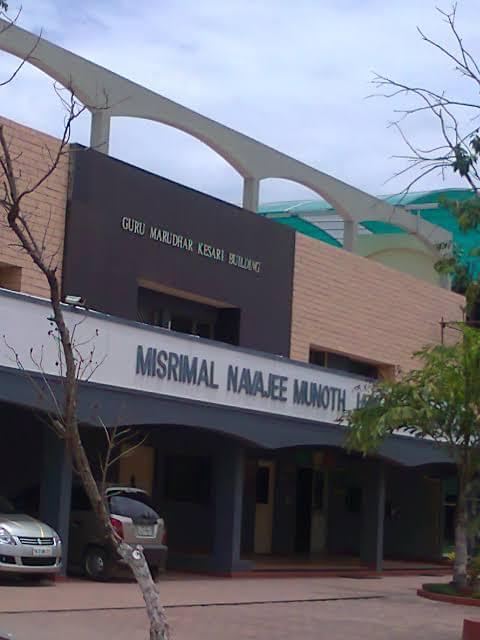 GURU MARUDHAR KESARI BUILDING
MISRIMAL NAVAJEE MUNOTH